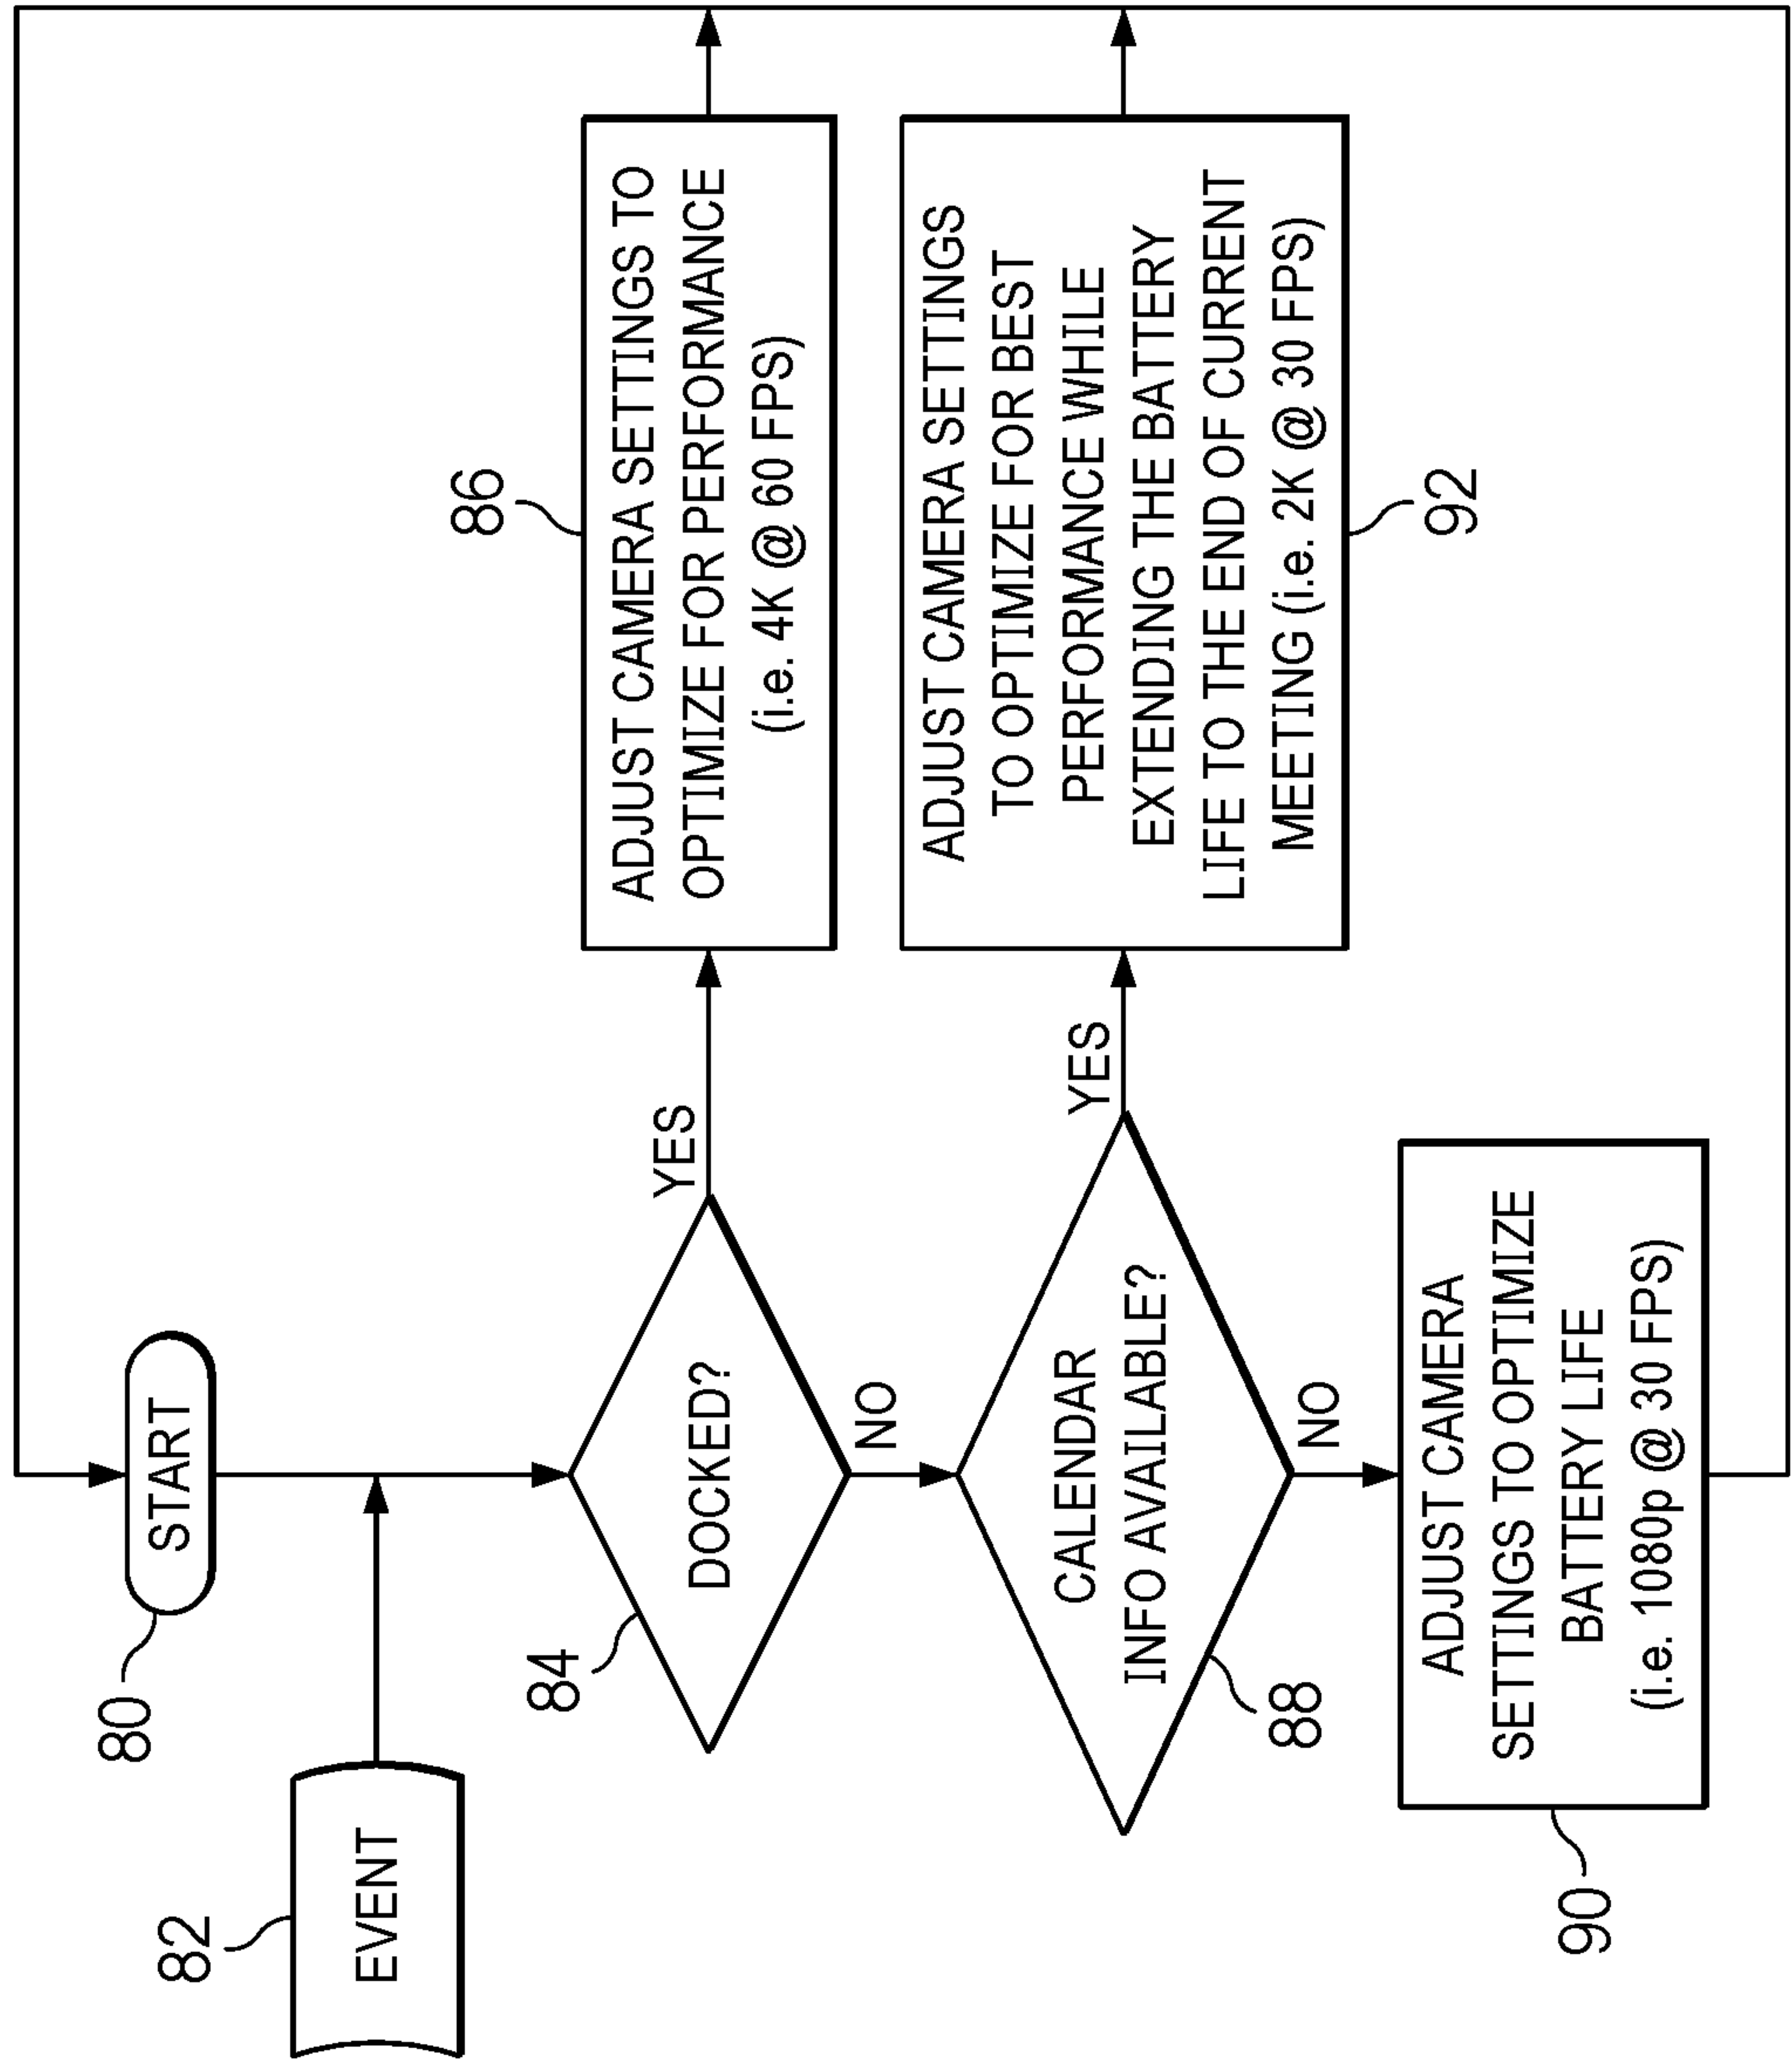 80
START
82
EVENT
84
DOCKED?
YES
NO
86
ADJUST CAMERA SETTINGS TO
OPTIMIZE FOR PERFORMANCE
(i.e. 4K @ 60 FPS)
88
CALENDAR
INFO AVAILABLE?
YES
NO
ADJUST CAMERA SETTINGS
TO OPTIMIZE FOR BEST
PERFORMANCE WHILE
EXTENDING THE BATTERY
LIFE TO THE END OF CURRENT
MEETING (i.e. 2K @ 30 FPS)
92
90
ADJUST CAMERA
SETTINGS TO OPTIMIZE
BATTERY LIFE
(i.e. 1080p @ 30 FPS)